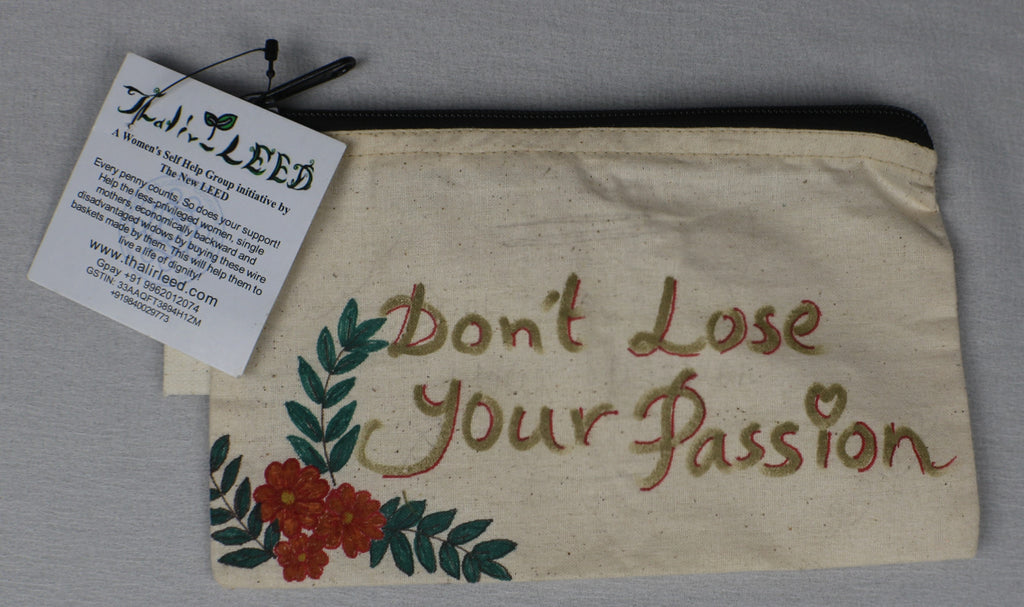 Thalir LEED
A Women's Self Help Group initiative by
The New LEED
Every penny counts, So does your support!
Help the less-privileged women, single
mothers, economically backward and
disadvantaged widows by buying these wire
baskets made by them. This will help them to
live a life of dignity!
www.thalirleed.com
Gpay +91 9962012074
GSTIN: 33AAQFT3894H1ZM
+919840029773
Don't Lose
Your Passion